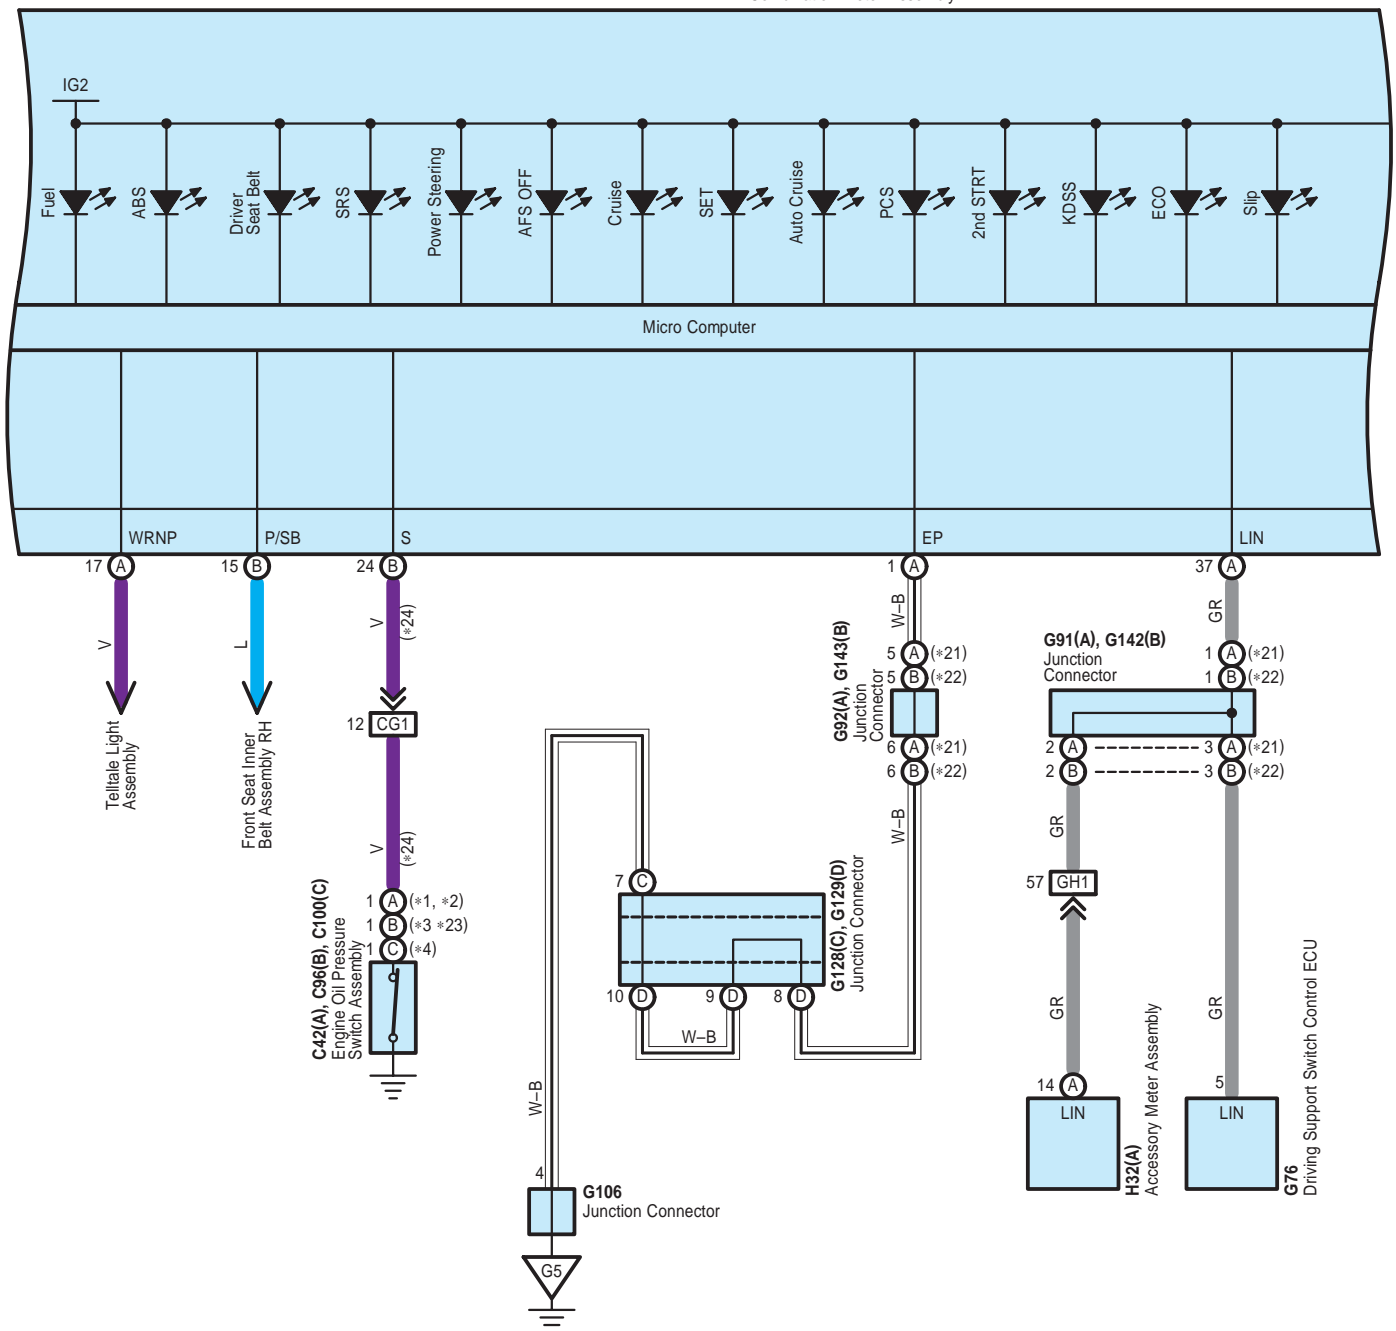 IG2
Fuel
ABS
Driver
Seat Belt
SRS
Power Steering
AFS OFF
Cruise
SET
Auto Cruise
PCS
2nd STRT
KDSS
ECO
Slip
Micro Computer
WRNP
P/SB
S
EP
LIN
17 A
15 B
24 B
1 A
37 A
V
L
V
(*24)
W–B
GR
Telltale Light
Assembly
Front Seat Inner
Belt Assembly RH
12 CG1
V
(*24)
1 A (*1, *2)
1 B (*3 *23)
1 C (*4)
C42(A), C96(B), C100(C)
Engine Oil Pressure
Switch Assembly
5 A (*21)
5 B (*22)
G92(A), G143(B)
Junction
Connector
6 A (*21)
6 B (*22)
W–B
G91(A), G142(B)
Junction
Connector
1 A (*21)
1 B (*22)
2 A 3 A (*21)
2 B 3 B (*22)
GR
57 GH1
GR
GR
7 C
G128(C), G129(D)
Junction Connector
10 D
9 D
8 D
W–B
W–B
4
G106
Junction Connector
G5
14 A
LIN
H32(A)
Accessory Meter Assembly
5
LIN
G76
Driving Support Switch Control ECU